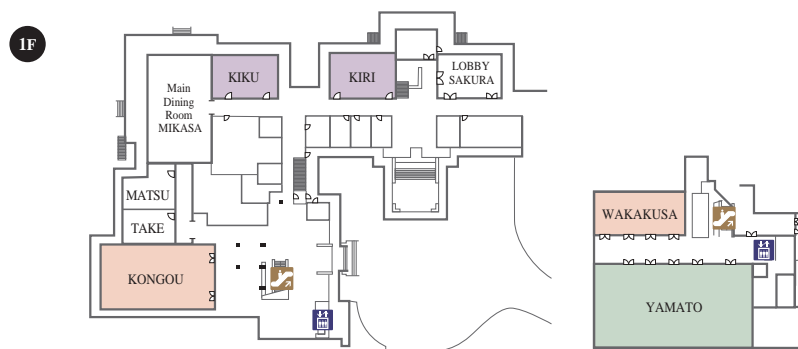 1F
KIKU
KIRI
LOBBY
SAKURA
Main
Dining
Room
MIKASA
MATSU
TAKE
KONGOU
WAKAKUSA
YAMATO